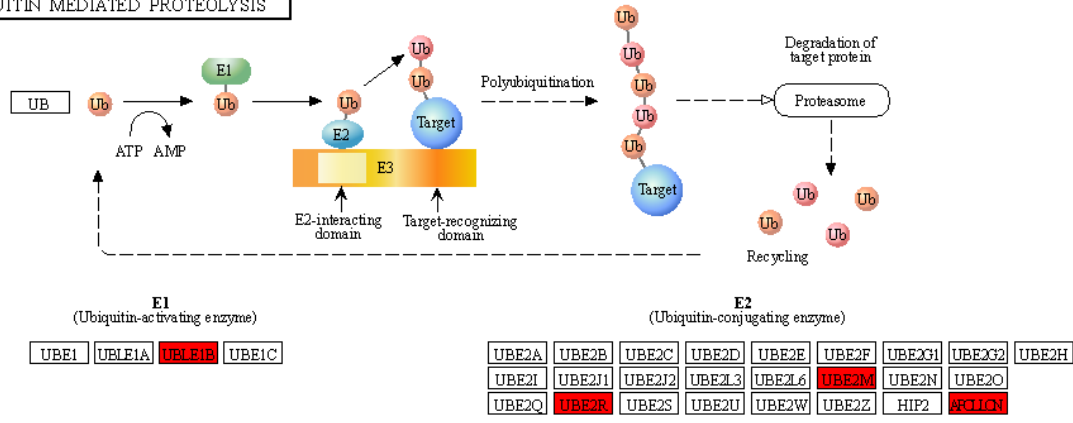 UITIN MEDIATED PROTEOLYSIS
UB
Ub
ATP AMP
E1
Ub
Ub
E2
Ub
Ub
Target
E3
E2-interacting
domain
Target-recognizing
domain
Polyubiquitination
Ub
Ub
Ub
Ub
Ub
Target
Degradation of
target protein
Proteasome
Ub
Ub
Ub
Ub
Recycling
E1
(Ubiquitin-activating enzyme)
UBE1 UBLE1A UBLE1B UBE1C
E2
(Ubiquitin-conjugating enzyme)
UBE2A UBE2B UBE2C UBE2D UBE2E UBE2F UBE2G1 UBE2G2 UBE2H
UBE2I UBE2J1 UBE2J2 UBE2L3 UBE2L6 UBE2M UBE2N UBE2O
UBE2Q UBE2R UBE2S UBE2U UBE2W UBE2Z HIP2